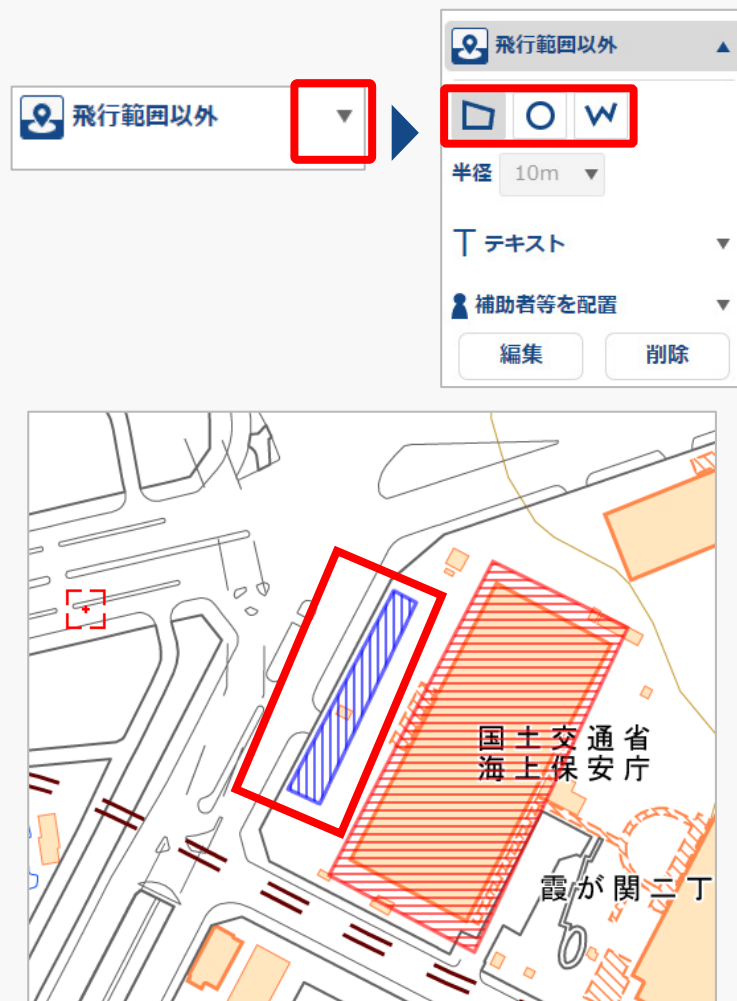 飛行範囲以外
飛行範囲以外
半径 10m
テキスト
補助者等を配置
編集 削除
国土交通省
海上保安庁
霞が関二丁